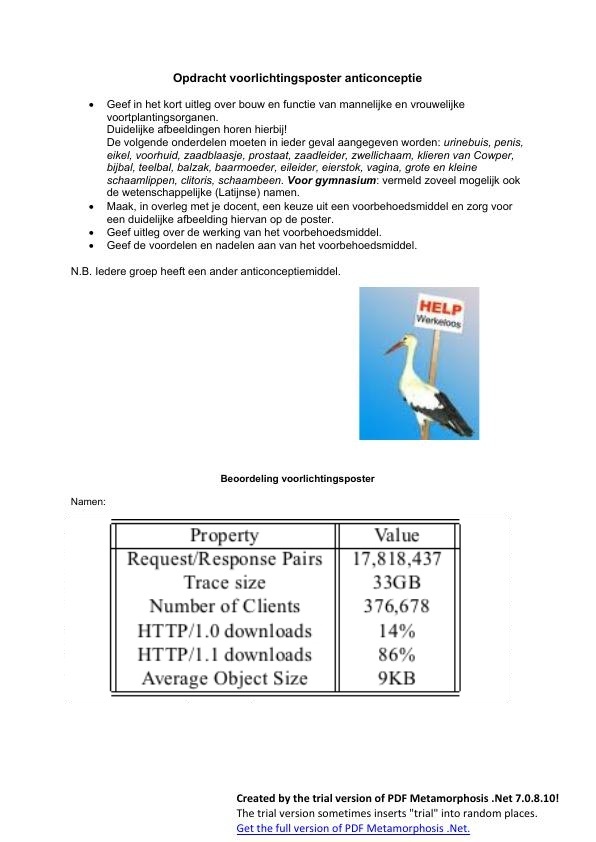 Opdracht voorlichtingsposter anticonceptie
• Geef in het kort uitleg over bouw en functie van mannelijke en vrouwelijke
voortplantingsorganen.
Duidelijke afbeeldingen horen hierbij!
De volgende onderdelen moeten in ieder geval aangegeven worden: urinebuis, penis,
eikel, voorhuid, zaadblaasje, prostaat, zaadleider, zwellichaam, klieren van Cowper,
bijbal, teelbal, balzak, baarmoeder, eileider, eierstok, vagina, grote en kleine
schaamlippen, clitoris, schaambeen. Voor gymnasium: vermeld zoveel mogelijk ook
de wetenschappelijke (Latijnse) namen.
• Maak, in overleg met je docent, een keuze uit een voorbehoedsmiddel en zorg voor
een duidelijke afbeelding hiervan op de poster.
• Geef uitleg over de werking van het voorbehoedsmiddel.
• Geef de voordelen en nadelen aan van het voorbehoedsmiddel.
N.B. Iedere groep heeft een ander anticonceptiemiddel.
HELP
Werkeloos
Beoordeling voorlichtingsposter
Namen:
Property Value
Request/Response Pairs 17,818,437
Trace size 33GB
Number of Clients 376,678
HTTP/1.0 downloads 14%
HTTP/1.1 downloads 86%
Average Object Size 9KB
Created by the trial version of PDF Metamorphosis .Net 7.0.8.10!
The trial version sometimes inserts "trial" into random places.
Get the full version of PDF Metamorphosis .Net.